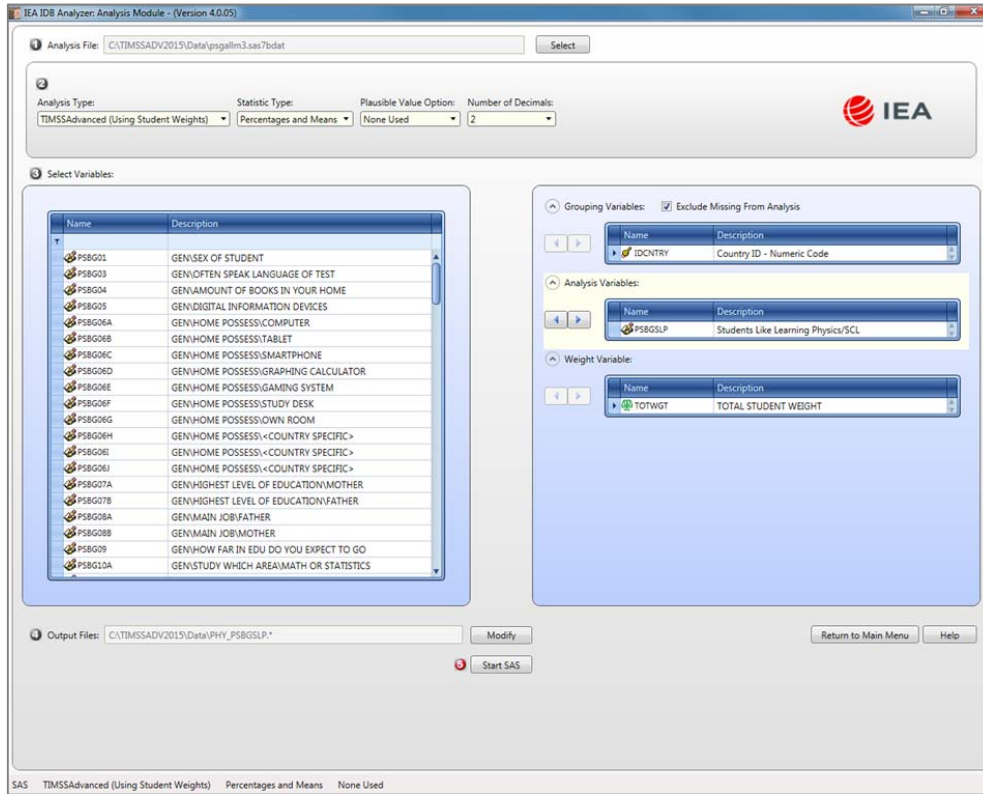 IEA IDB Analyzer: Analysis Module - (Version 4.0.05)
1 Analysis File: C:\TIMSSADV2015\Data\psgallm3.sas7bdat Select
2
Analysis Type: Statistic Type: Plausible Value Option: Number of Decimals:
TIMSSAdvanced (Using Student Weights) Percentages and Means None Used 2
IEA
3 Select Variables:
Name Description
PSBG01 GEN\SEX OF STUDENT
PSBG03 GEN\OFTEN SPEAK LANGUAGE OF TEST
PSBG04 GEN\AMOUNT OF BOOKS IN YOUR HOME
PSBG05 GEN\DIGITAL INFORMATION DEVICES
PSBG06A GEN\HOME POSSESS\COMPUTER
PSBG06B GEN\HOME POSSESS\TABLET
PSBG06C GEN\HOME POSSESS\SMARTPHONE
PSBG06D GEN\HOME POSSESS\GRAPHING CALCULATOR
PSBG06E GEN\HOME POSSESS\GAMING SYSTEM
PSBG06F GEN\HOME POSSESS\STUDY DESK
PSBG06G GEN\HOME POSSESS\OWN ROOM
PSBG06H GEN\HOME POSSESS\<COUNTRY SPECIFIC>
PSBG06I GEN\HOME POSSESS\<COUNTRY SPECIFIC>
PSBG06J GEN\HOME POSSESS\<COUNTRY SPECIFIC>
PSBG07A GEN\HIGHEST LEVEL OF EDUCATION\MOTHER
PSBG07B GEN\HIGHEST LEVEL OF EDUCATION\FATHER
PSBG08A GEN\MAIN JOB\FATHER
PSBG08B GEN\MAIN JOB\MOTHER
PSBG09 GEN\HOW FAR IN EDU DO YOU EXPECT TO GO
PSBG10A GEN\STUDY WHICH AREA\MATH OR STATISTICS
Grouping Variables: Exclude Missing From Analysis
Name Description
IDCNTRY Country ID - Numeric Code
Analysis Variables:
Name Description
PSBGSLP Students Like Learning Physics/SCL
Weight Variable:
Name Description
TOTWGT TOTAL STUDENT WEIGHT
4 Output Files: C:\TIMSSADV2015\Data\PHY_PSBGSLP.* Modify Return to Main Menu Help
5 Start SAS
SAS TIMSSAdvanced (Using Student Weights) Percentages and Means None Used